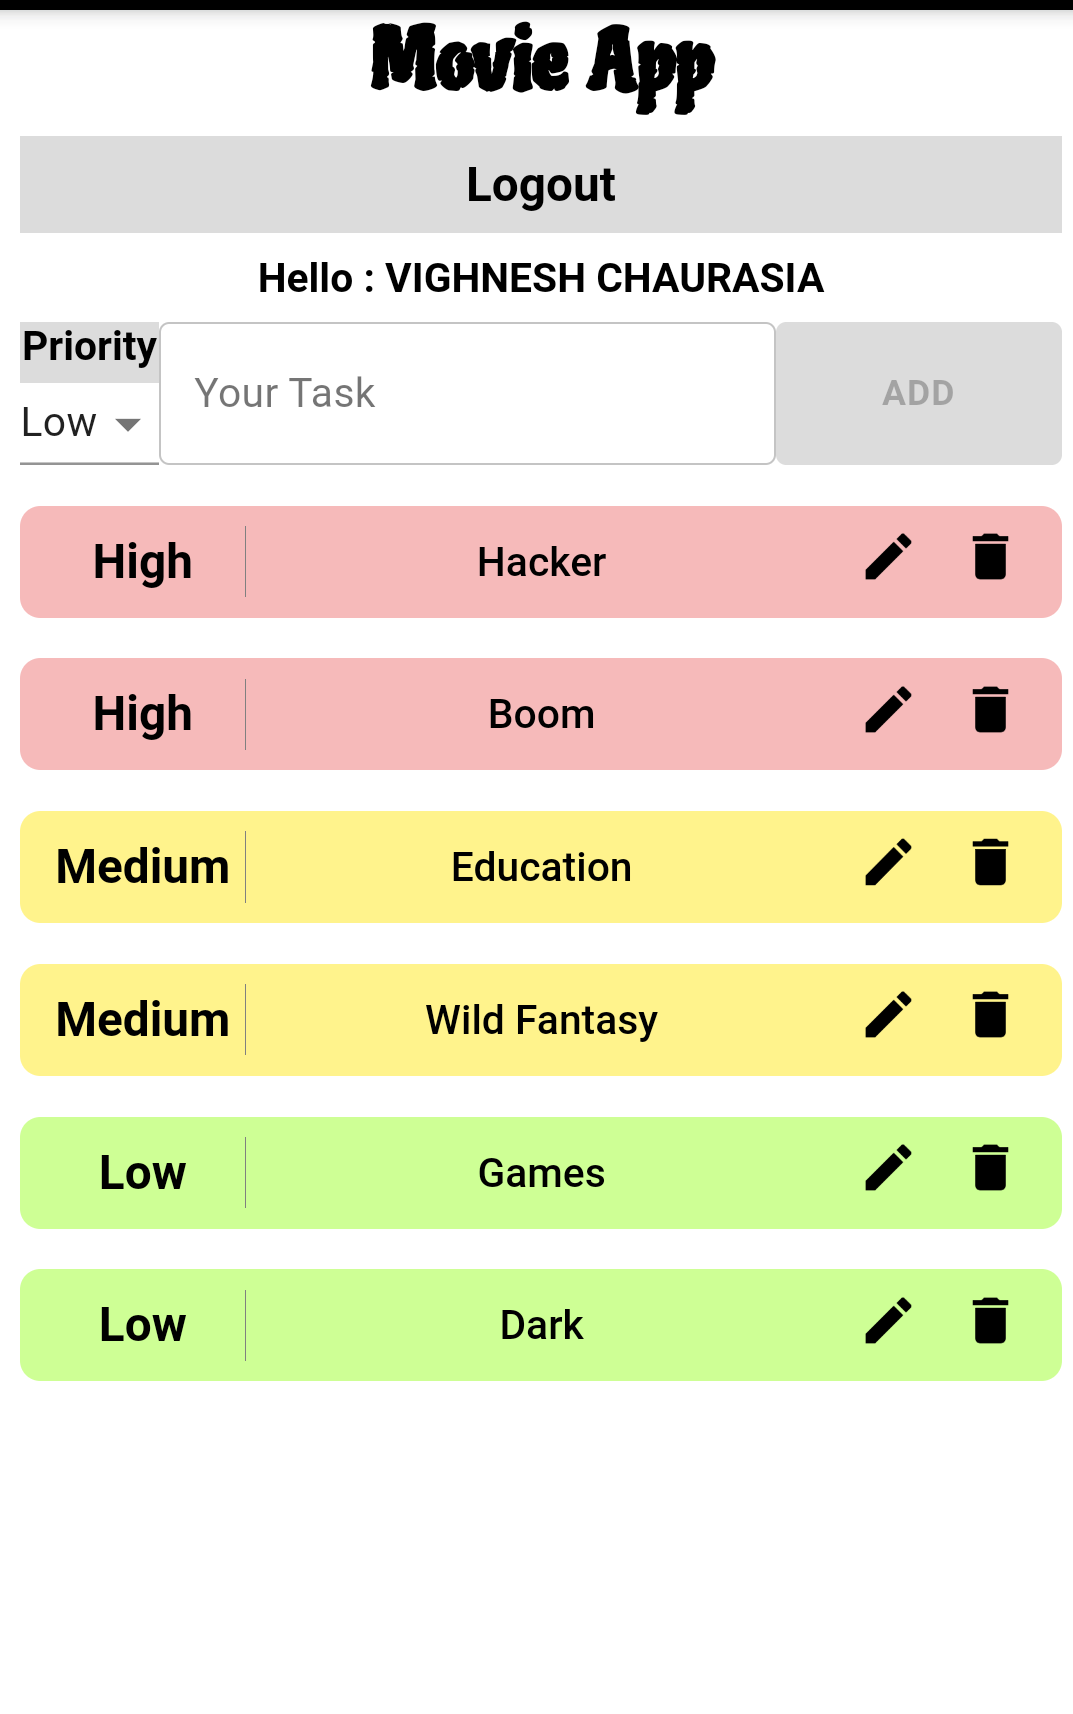 Movie App
Logout
Hello : VIGHNESH CHAURASIA
Priority
Low
Your Task
ADD
High Hacker
High Boom
Medium Education
Medium Wild Fantasy
Low Games
Low Dark